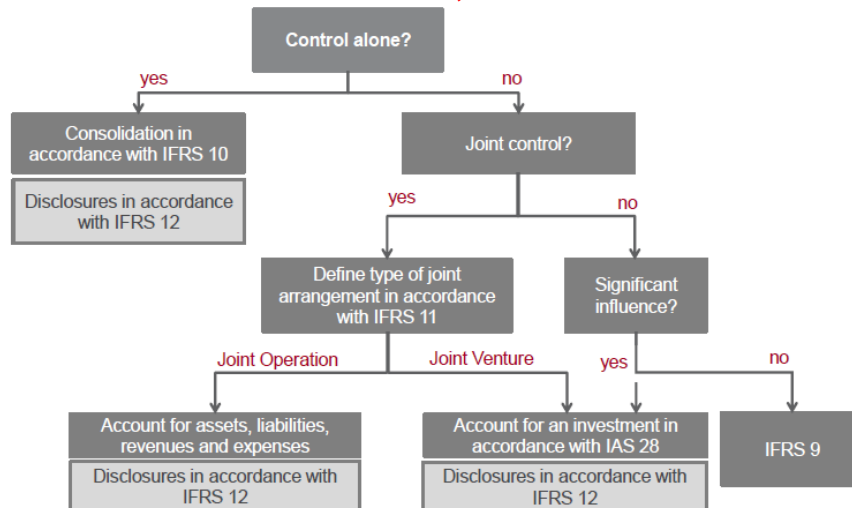 Control alone?
yes
no
Consolidation in
accordance with IFRS 10
Joint control?
Disclosures in accordance
with IFRS 12
yes
no
Define type of joint
arrangement in accordance
with IFRS 11
Significant
influence?
Joint Operation
Joint Venture
yes
no
Account for assets, liabilities,
revenues and expenses
Account for an investment in
accordance with IAS 28
IFRS 9
Disclosures in accordance with
IFRS 12
Disclosures in accordance with
IFRS 12